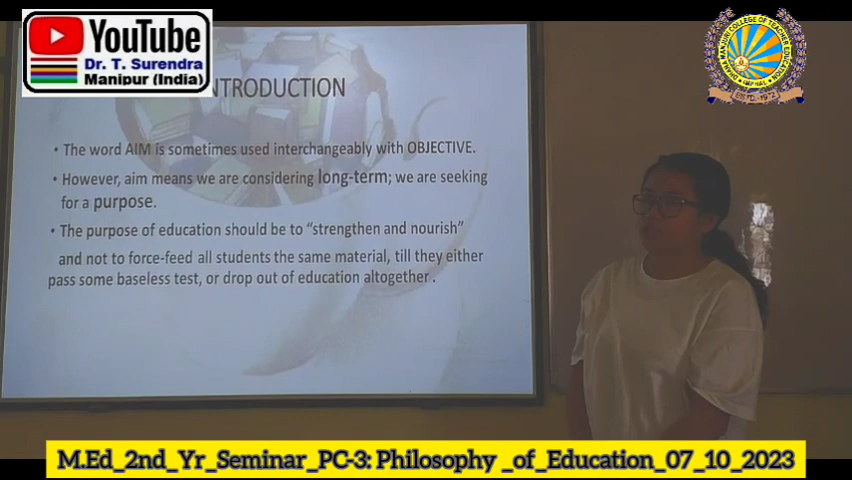 YouTube
Dr. T. Surendra
Manipur (India)
NTRODUCTION
• The word AIM is sometimes used interchangeably with OBJECTIVE.
• However, aim means we are considering long-term; we are seeking
for a purpose.
• The purpose of education should be to “strengthen and nourish”
and not to force-feed all students the same material, till they either
pass some baseless test, or drop out of education altogether .
M.Ed_2nd_Yr_Seminar_PC-3: Philosophy _of_Education_07_10_2023